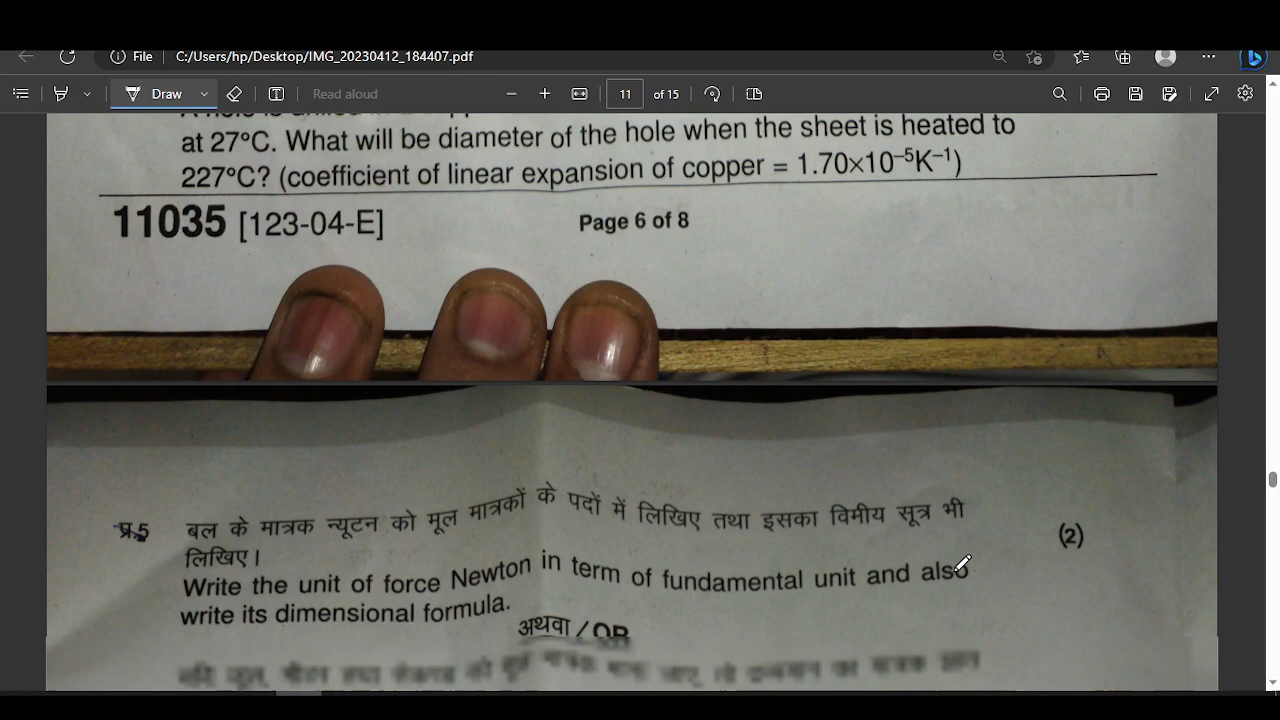 File C:/Users/hp/Desktop/IMG_20230412_184407.pdf
Draw Read aloud 11 of 15
at 27°C. What will be diameter of the hole when the sheet is heated to
227°C? (coefficient of linear expansion of copper = 1.70×10⁻⁵K⁻¹)
11035 [123-04-E] Page 6 of 8
प्र.5 बल के मात्रक न्यूटन को मूल मात्रकों के पदों में लिखिए तथा इसका विमीय सूत्र भी (2)
लिखिए।
Write the unit of force Newton in term of fundamental unit and also
write its dimensional formula.
अथवा / OR